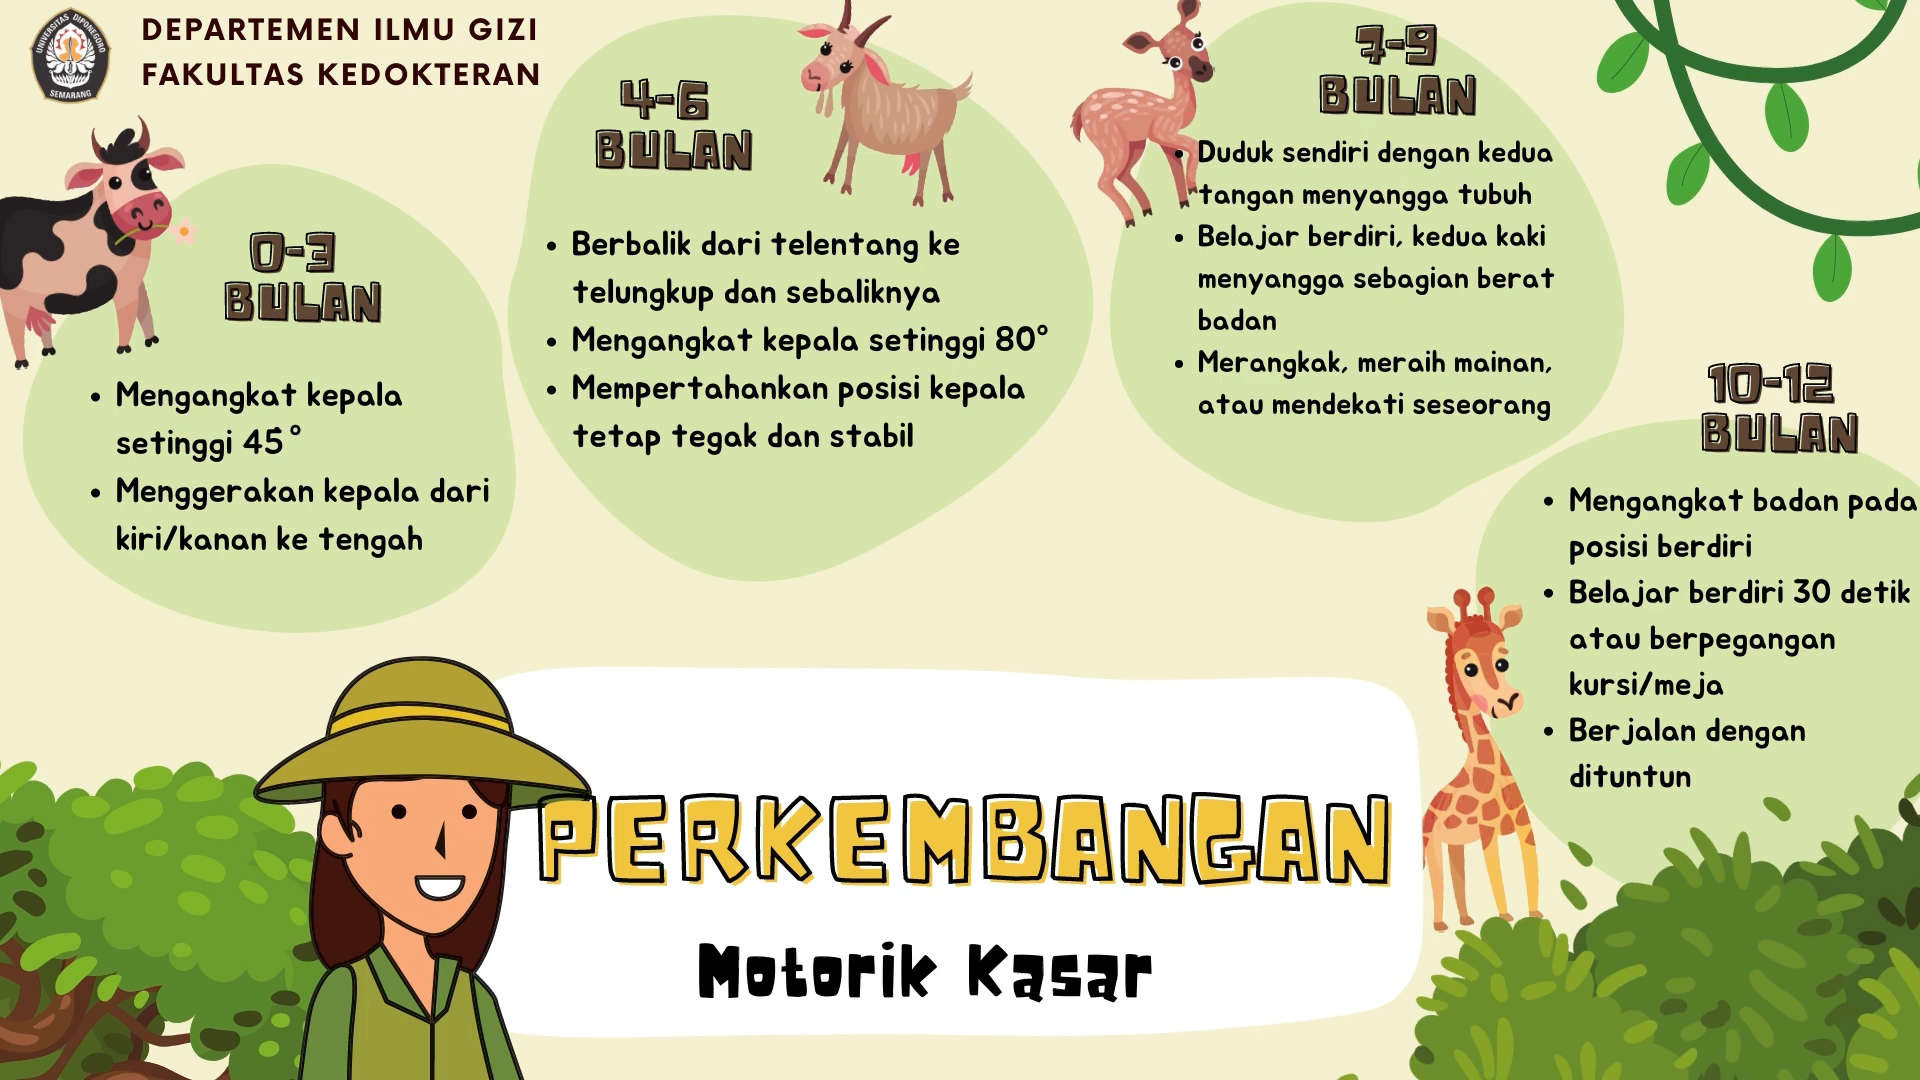 UNIVERSITAS DIPONEGORO
SEMARANG
DEPARTEMEN ILMU GIZI
FAKULTAS KEDOKTERAN
0-3
BULAN
• Mengangkat kepala
setinggi 45°
• Menggerakan kepala dari
kiri/kanan ke tengah
4-6
BULAN
• Berbalik dari telentang ke
telungkup dan sebaliknya
• Mengangkat kepala setinggi 80°
• Mempertahankan posisi kepala
tetap tegak dan stabil
7-9
BULAN
• Duduk sendiri dengan kedua
tangan menyangga tubuh
• Belajar berdiri, kedua kaki
menyangga sebagian berat
badan
• Merangkak, meraih mainan,
atau mendekati seseorang
10-12
BULAN
• Mengangkat badan pada
posisi berdiri
• Belajar berdiri 30 detik
atau berpegangan
kursi/meja
• Berjalan dengan
dituntun
PERKEMBANGAN
Motorik Kasar